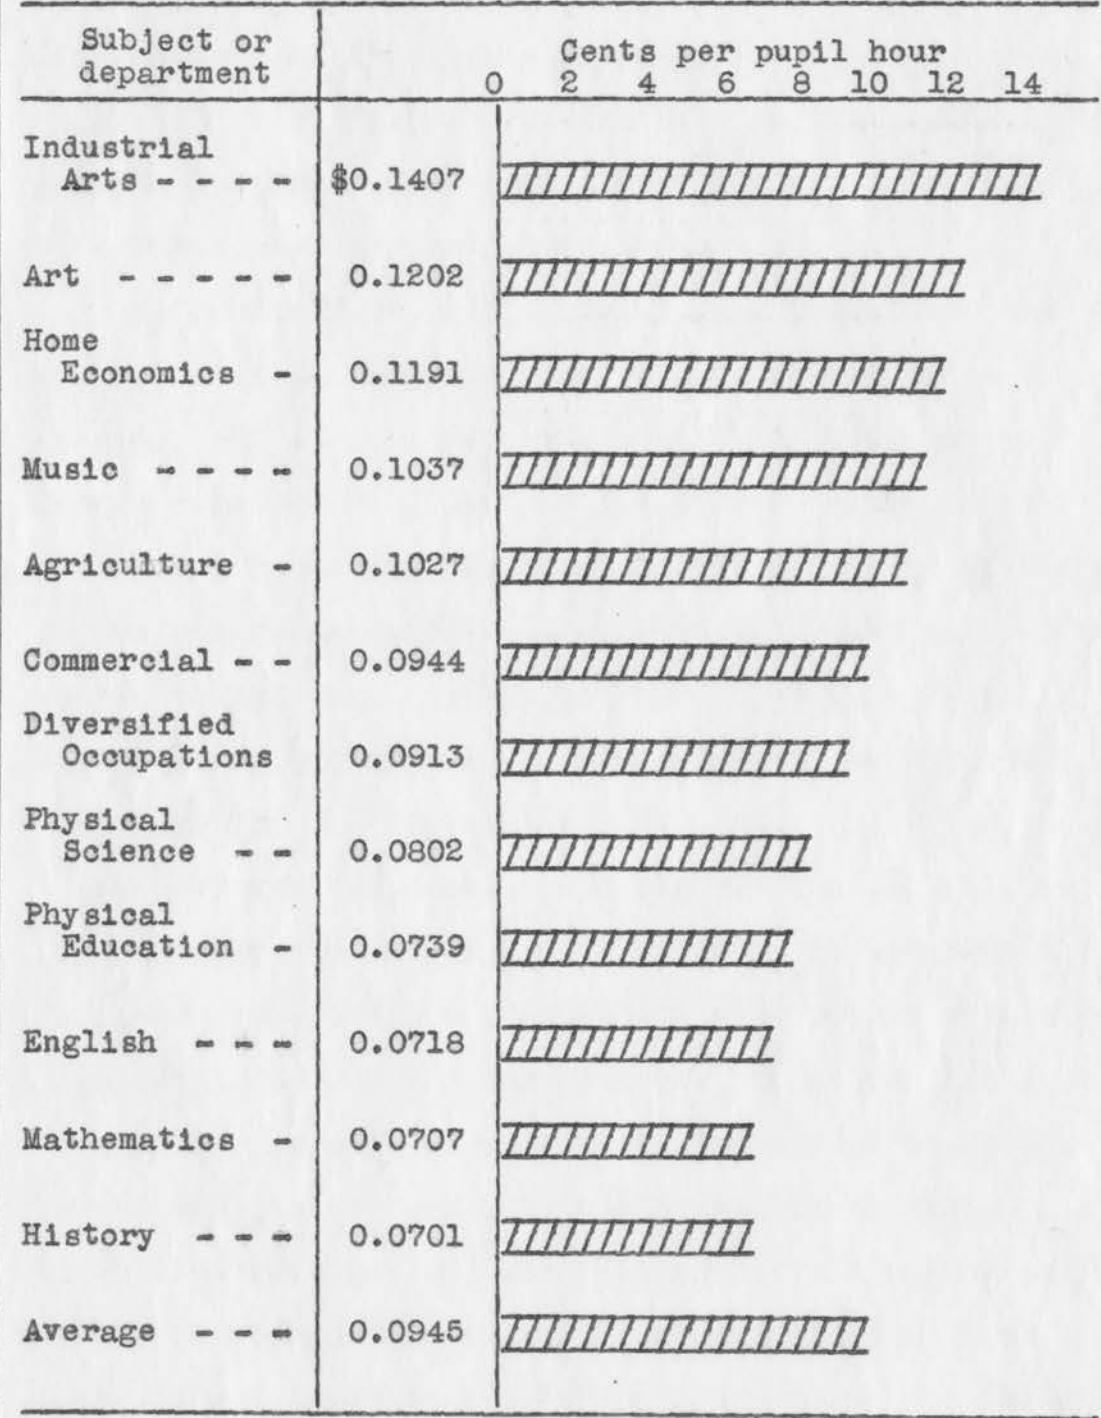 Subject or
department
Cents per pupil hour
0 2 4 6 8 10 12 14
Industrial
Arts - - - - $0.1407
Art - - - - - 0.1202
Home
Economics - 0.1191
Music - - - - 0.1037
Agriculture - 0.1027
Commercial - - 0.0944
Diversified
Occupations 0.0913
Physical
Science - - 0.0802
Physical
Education - 0.0739
English - - - 0.0718
Mathematics - 0.0707
History - - - 0.0701
Average - - - 0.0945